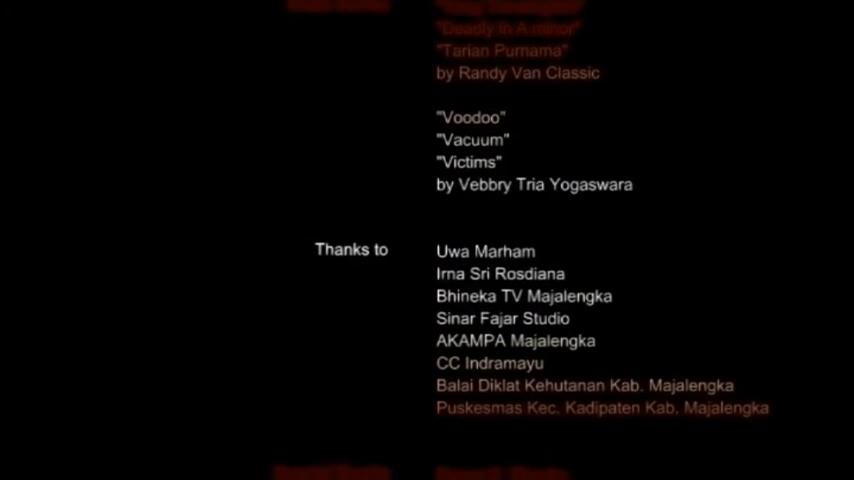 "Deadly In A minor"
"Tarian Purnama"
by Randy Van Classic
"Voodoo"
"Vacuum"
"Victims"
by Vebbry Tria Yogaswara
Thanks to Uwa Marham
Irna Sri Rosdiana
Bhineka TV Majalengka
Sinar Fajar Studio
AKAMPA Majalengka
CC Indramayu
Balai Diklat Kehutanan Kab. Majalengka
Puskesmas Kec. Kadipaten Kab. Majalengka